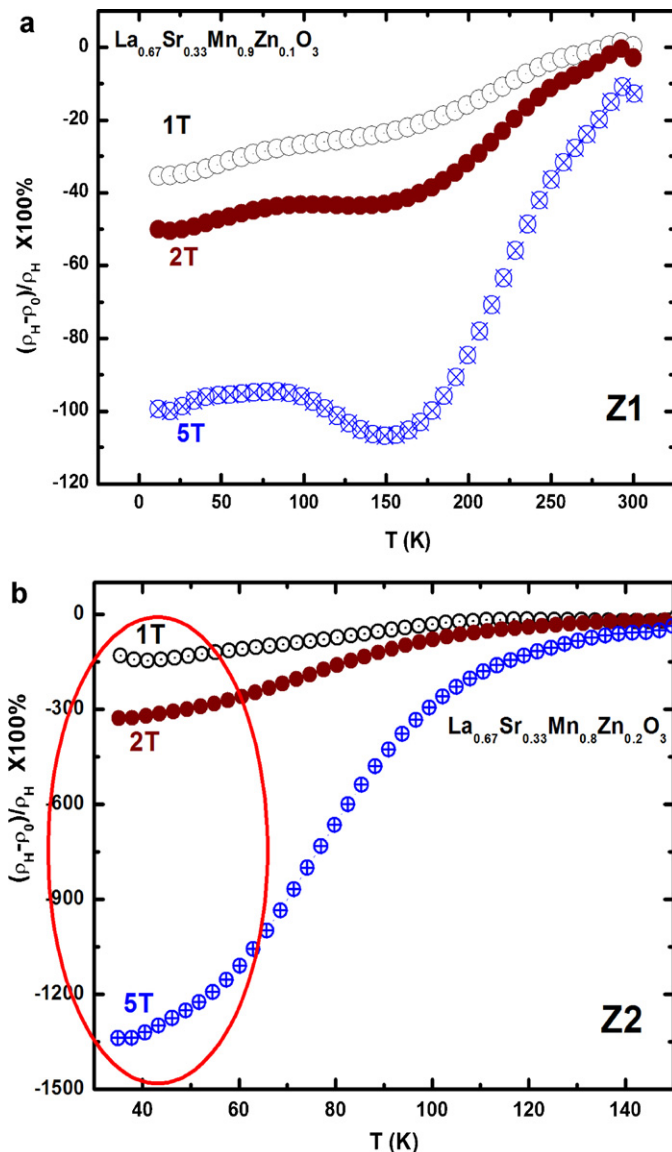 a
La0.67Sr0.33Mn0.9Zn0.1O3
0
-20
-40
-60
-80
-100
-120
(ρH-ρ0)/ρH X100%
1T
2T
5T
Z1
0 50 100 150 200 250 300
T (K)
b
0
-300
-600
-900
-1200
-1500
(ρH-ρ0)/ρH X100%
1T
2T
La0.67Sr0.33Mn0.8Zn0.2O3
5T
Z2
40 60 80 100 120 140
T (K)